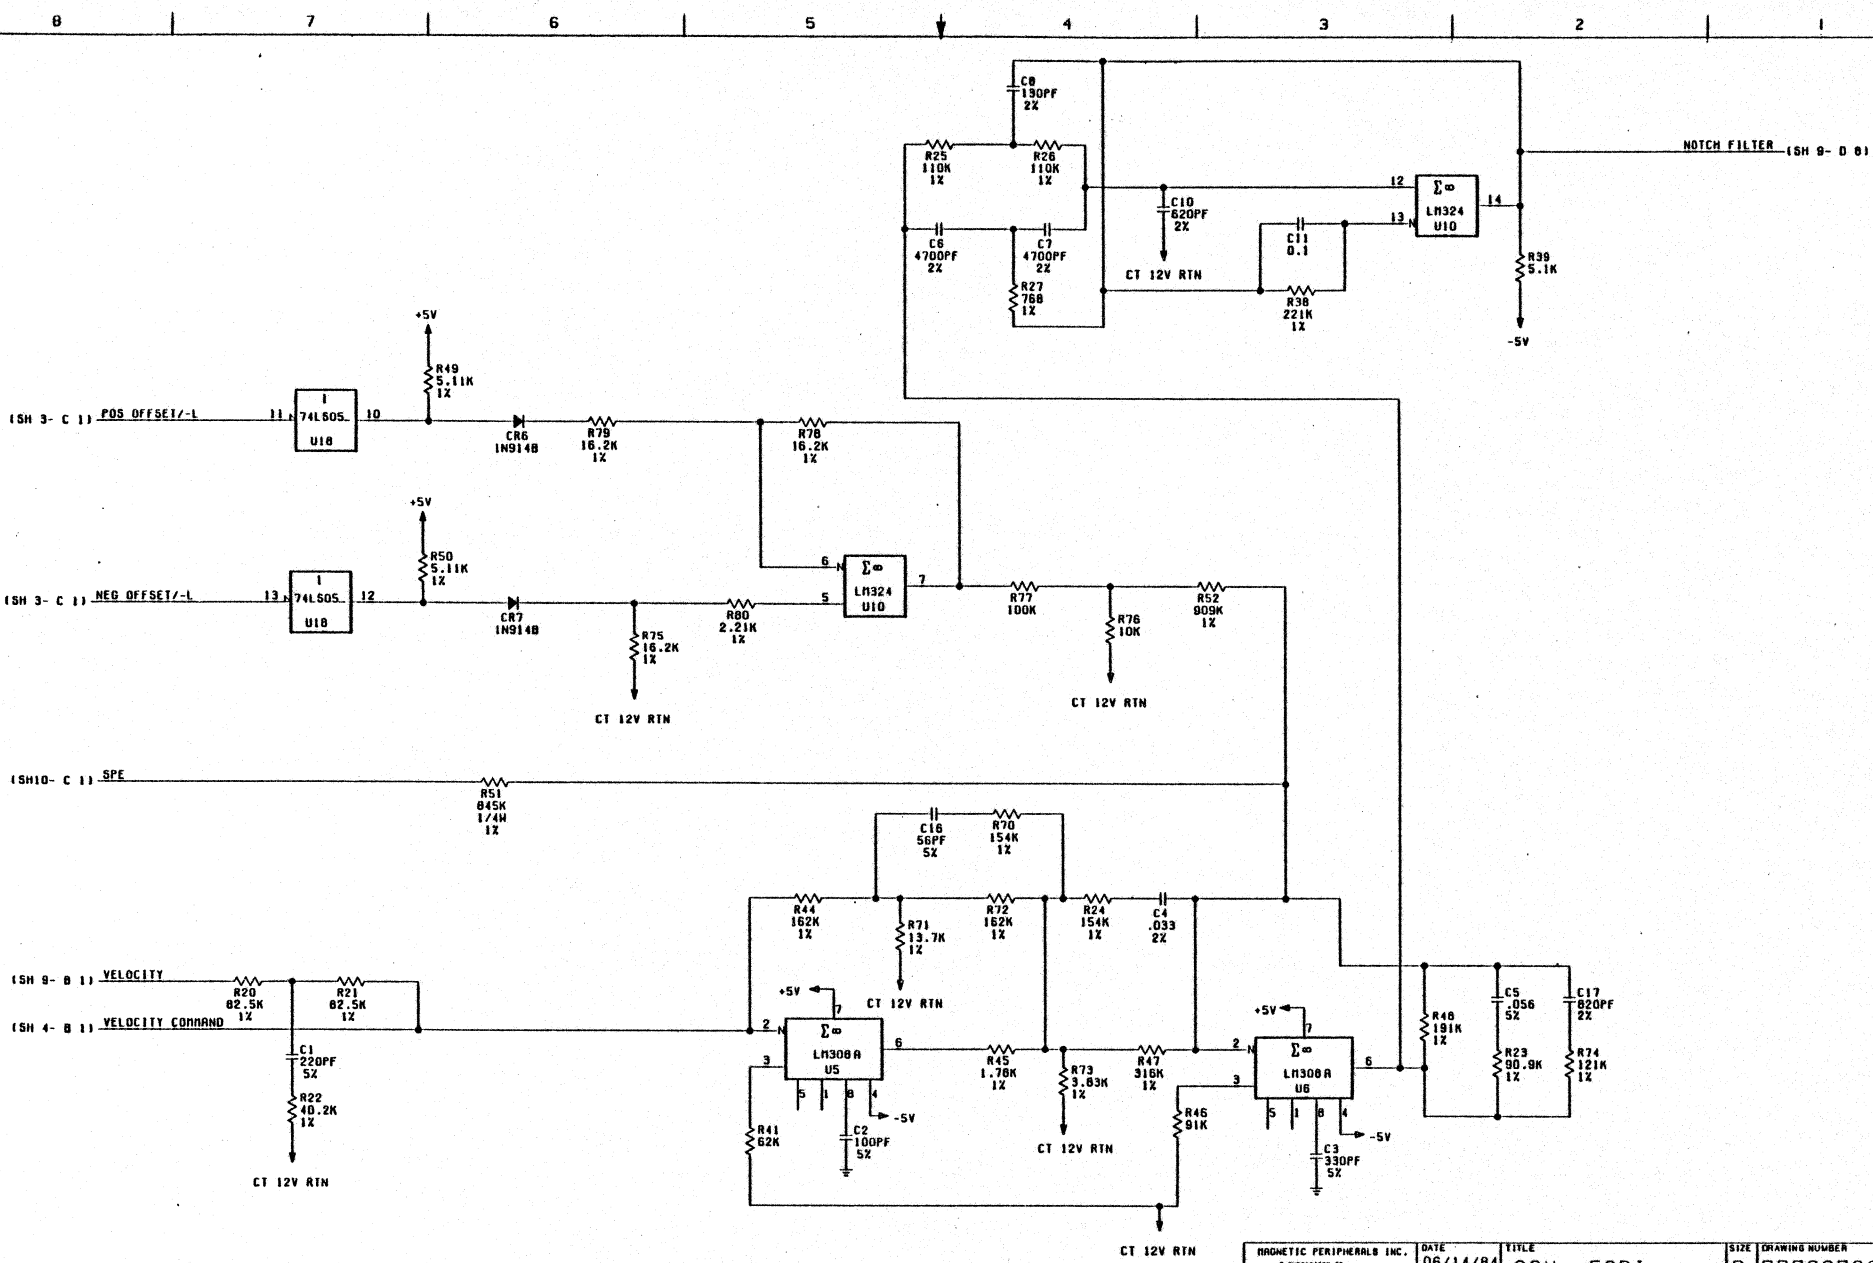 8 7 6 5 4 3 2 1
C8
130PF
2%
R25
110K
1%
R26
110K
1%
NOTCH FILTER (SH 9- D 8)
12
Σ∞
LM324
U10
14
13
C10
620PF
2%
CT 12V RTN
C11
0.1
C6
4700PF
2%
C7
4700PF
2%
R27
768
1%
R38
221K
1%
R39
5.1K
-5V
+5V
R49
5.11K
1%
(SH 3- C 1) POS OFFSET/-L
11
1
74LS05
U18
10
CR6
1N914B
R79
16.2K
1%
R78
16.2K
1%
+5V
R50
5.11K
1%
(SH 3- C 1) NEG OFFSET/-L
13
1
74LS05
U18
12
CR7
1N914B
R75
16.2K
1%
CT 12V RTN
R80
2.21K
1%
6
5
Σ∞
LM324
U10
7
R77
100K
R76
10K
CT 12V RTN
R52
909K
1%
(SH10- C 1) SPE
R51
845K
1/4W
1%
C16
56PF
5%
R70
154K
1%
R44
162K
1%
R71
13.7K
1%
CT 12V RTN
R72
162K
1%
R24
154K
1%
C4
.033
2%
(SH 9- B 1) VELOCITY
R20
82.5K
1%
R21
82.5K
1%
(SH 4- B 1) VELOCITY COMMAND
C1
220PF
5%
R22
40.2K
1%
CT 12V RTN
+5V
7
2
3
Σ∞
LM308A
U5
6
5 1 8 4
-5V
R41
62K
C2
100PF
5%
R45
1.78K
1%
R73
3.83K
1%
CT 12V RTN
R47
316K
1%
R46
91K
CT 12V RTN
+5V
7
2
3
Σ∞
LM308A
U6
6
5 1 8 4
-5V
C3
330PF
5%
R48
191K
1%
C5
.056
5%
R23
90.9K
1%
C17
820PF
2%
R74
121K
1%
MAGNETIC PERIPHERALS INC.
DATE
06/14/84
TITLE
SIZE
DRAWING NUMBER